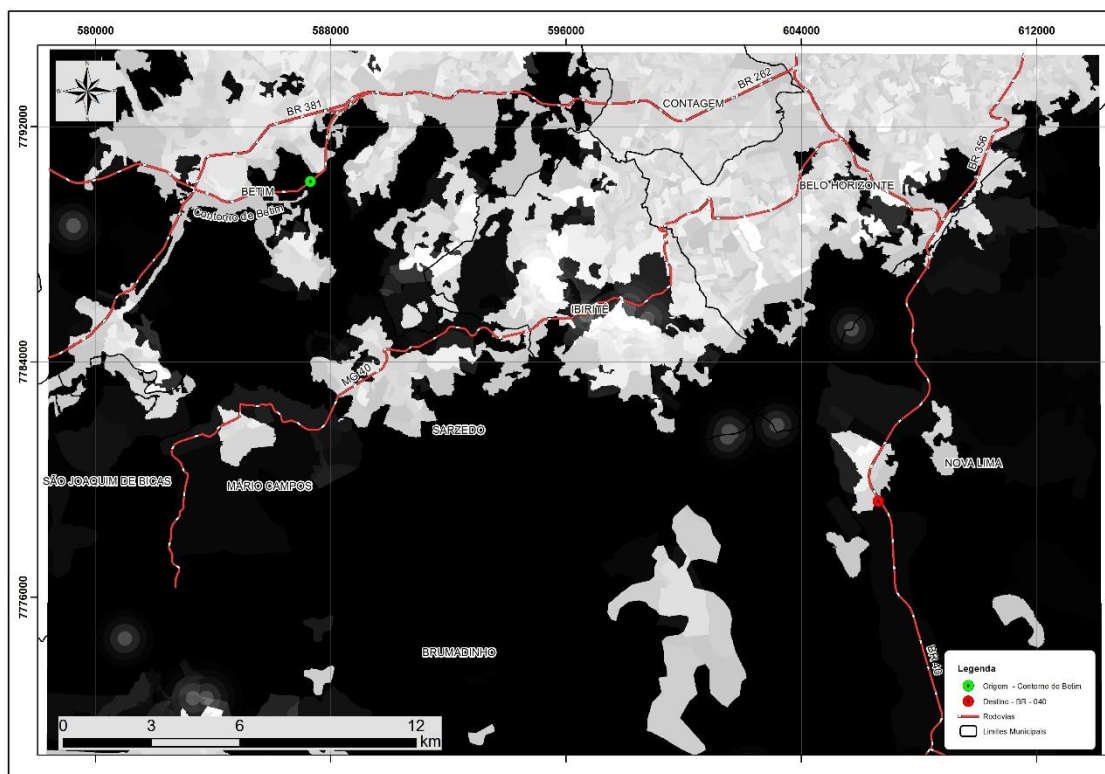 580000
588000
596000
604000
612000
7792000
7784000
7776000
BR 381
BR 262
CONTAGEM
BR 356
BETIM
Contorno de Betim
BELO HORIZONTE
IBIRITÉ
MG 40
SARZEDO
NOVA LIMA
SÃO JOAQUIM DE BICAS
MÁRIO CAMPOS
BRUMADINHO
BR 40
Legenda
Origem - Contorno de Betim
Destino - BR - 040
Rodovias
Limites Municipais
0 3 6 12
km